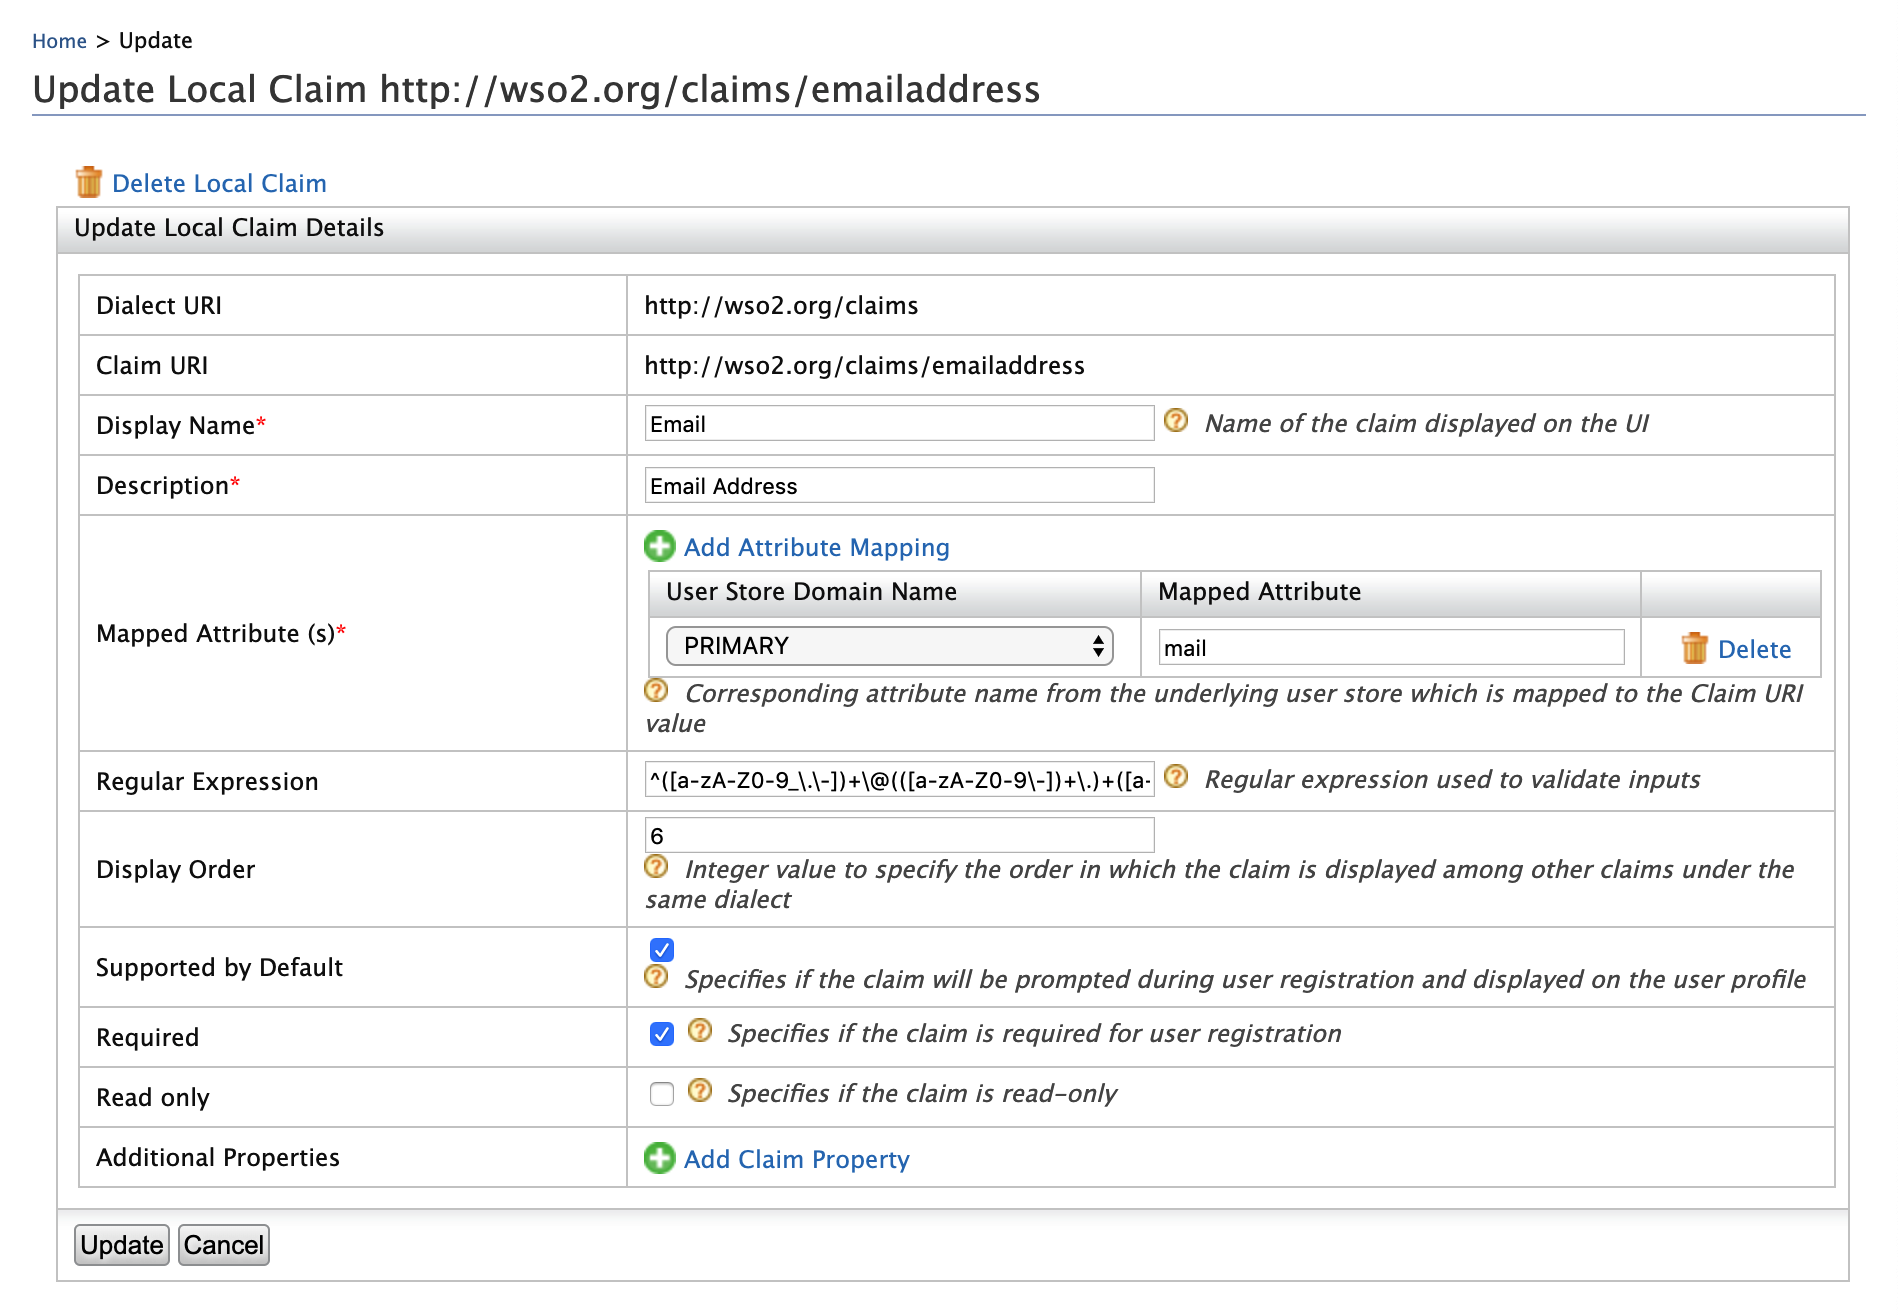 Home > Update
Update Local Claim http://wso2.org/claims/emailaddress
Delete Local Claim
Update Local Claim Details
Dialect URI http://wso2.org/claims
Claim URI http://wso2.org/claims/emailaddress
Display Name* Email Name of the claim displayed on the UI
Description* Email Address
Add Attribute Mapping
User Store Domain Name Mapped Attribute
Mapped Attribute (s)* PRIMARY mail Delete
Corresponding attribute name from the underlying user store which is mapped to the Claim URI
value
Regular Expression ^([a-zA-Z0-9_\.\-])+\@(([a-zA-Z0-9\-])+\.)+([a- Regular expression used to validate inputs
6
Display Order Integer value to specify the order in which the claim is displayed among other claims under the
same dialect
Supported by Default
Specifies if the claim will be prompted during user registration and displayed on the user profile
Required Specifies if the claim is required for user registration
Read only Specifies if the claim is read-only
Additional Properties Add Claim Property
Update Cancel